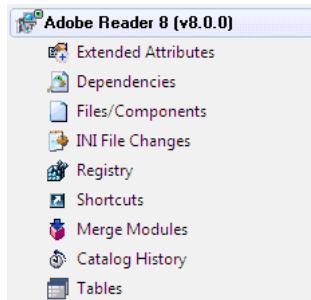 Adobe Reader 8 (v8.0.0)
Extended Attributes
Dependencies
Files/Components
INI File Changes
Registry
Shortcuts
Merge Modules
Catalog History
Tables